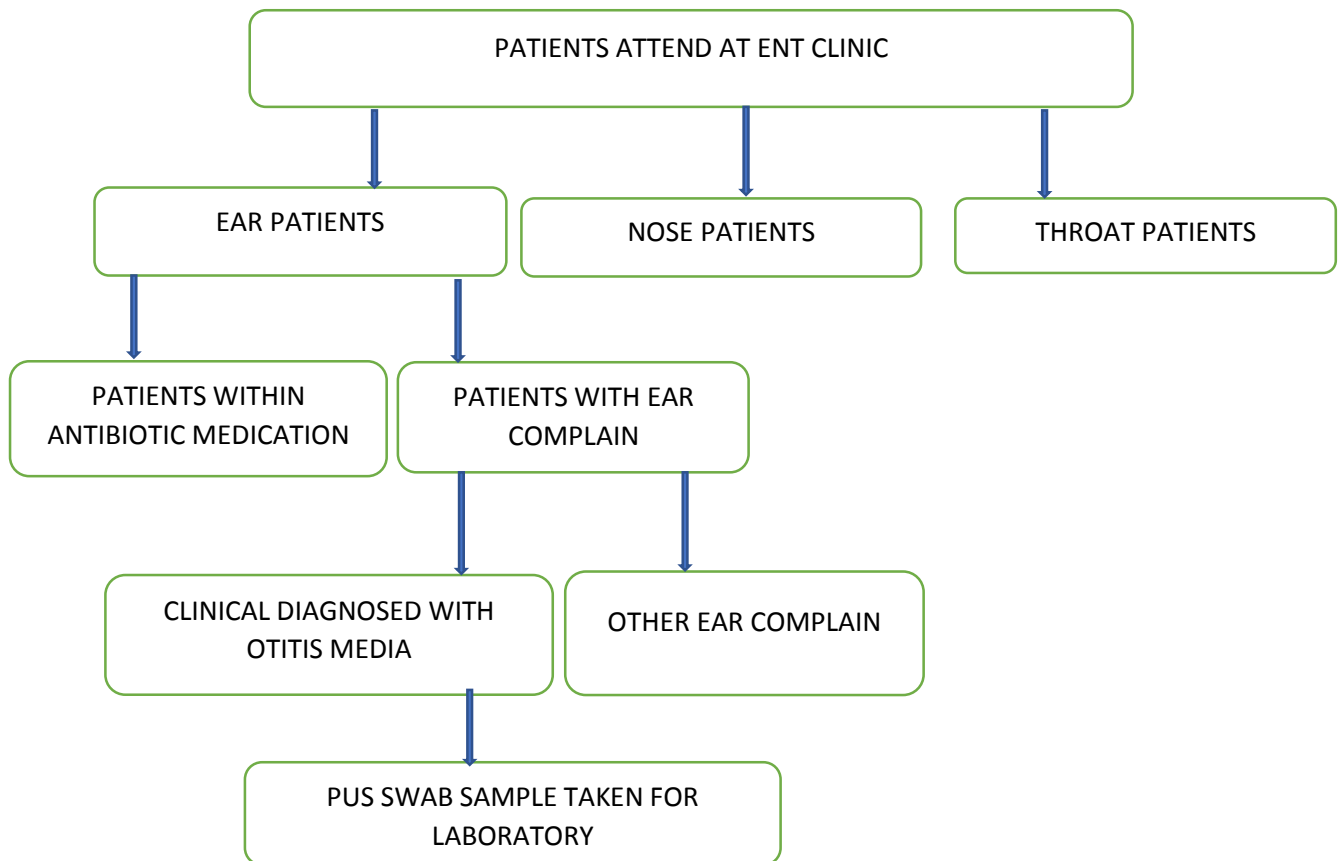 PATIENTS ATTEND AT ENT CLINIC
EAR PATIENTS
NOSE PATIENTS
THROAT PATIENTS
PATIENTS WITHIN
ANTIBIOTIC MEDICATION
PATIENTS WITH EAR
COMPLAIN
CLINICAL DIAGNOSED WITH
OTITIS MEDIA
OTHER EAR COMPLAIN
PUS SWAB SAMPLE TAKEN FOR
LABORATORY